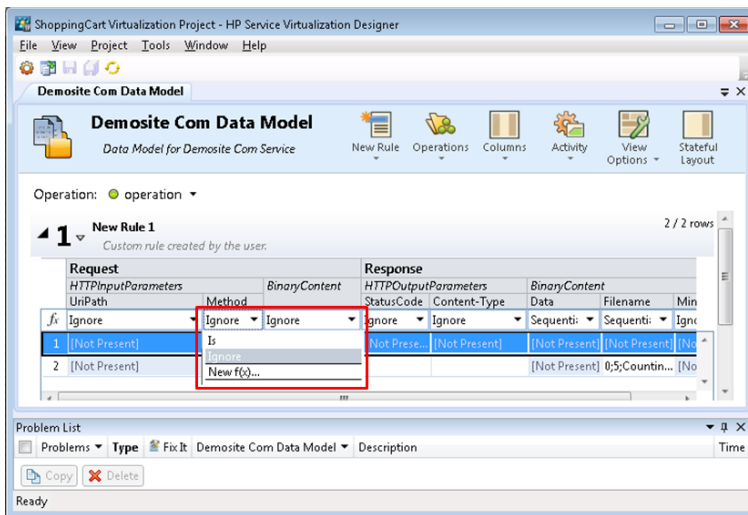 ShoppingCart Virtualization Project - HP Service Virtualization Designer
File View Project Tools Window Help
Demosite Com Data Model
Demosite Com Data Model
Data Model for Demosite Com Service
New Rule Operations Columns Activity View Options Stateful Layout
Operation: operation
1 New Rule 1 2 / 2 rows
Custom rule created by the user.
Request Response
HTTPInputParameters BinaryContent HTTPOutputParameters BinaryContent
UriPath Method StatusCode Content-Type Data Filename Min
fx Ignore Ignore Ignore Ignore Ignore Sequenti: Sequenti: Ignc
1 [Not Present] Is [Not Prese... [Not Present] [Not Present] [Not Present] [No
Ignore
2 [Not Present] New f(x)... [Not Present] 0;5;Countin... [No
Problem List
Problems Type Fix It Demosite Com Data Model Description Time
Copy Delete
Ready